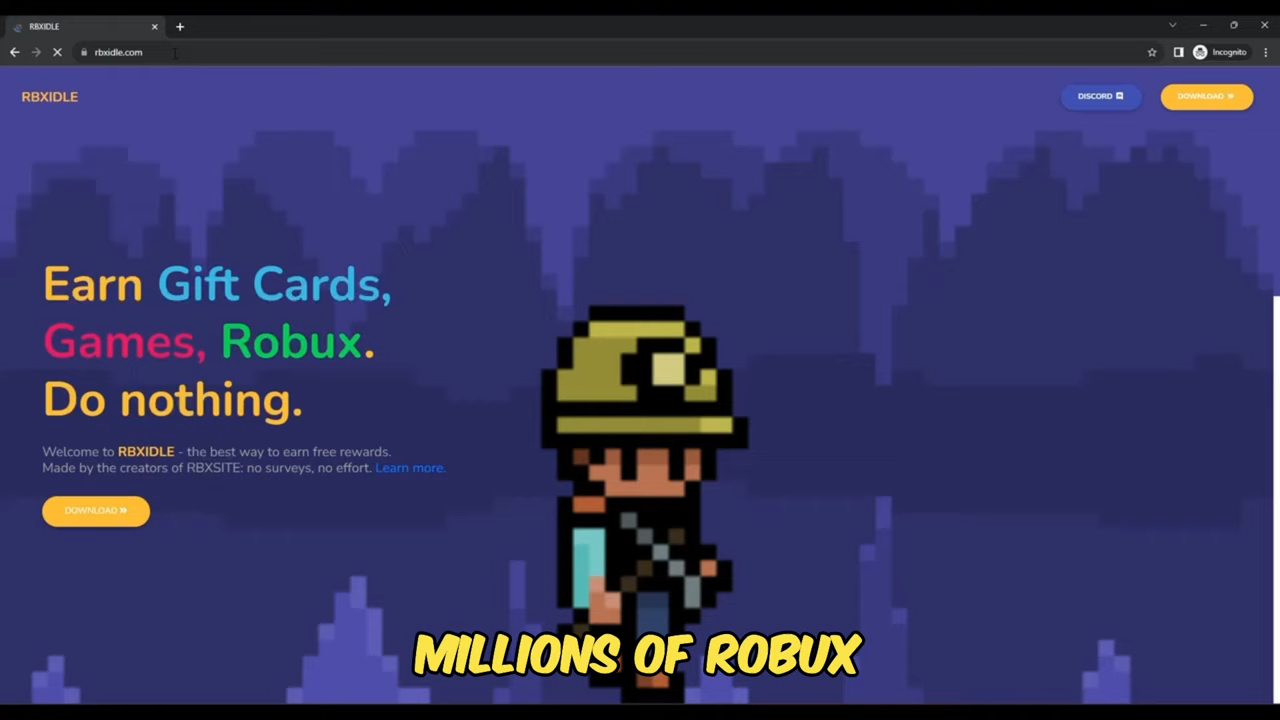 RBXIDLE
rbxidle.com
Incognito
RBXIDLE
DISCORD
DOWNLOAD »
Earn Gift Cards,
Games, Robux.
Do nothing.
Welcome to RBXIDLE - the best way to earn free rewards.
Made by the creators of RBXSITE: no surveys, no effort. Learn more.
DOWNLOAD »
MILLIONS OF ROBUX